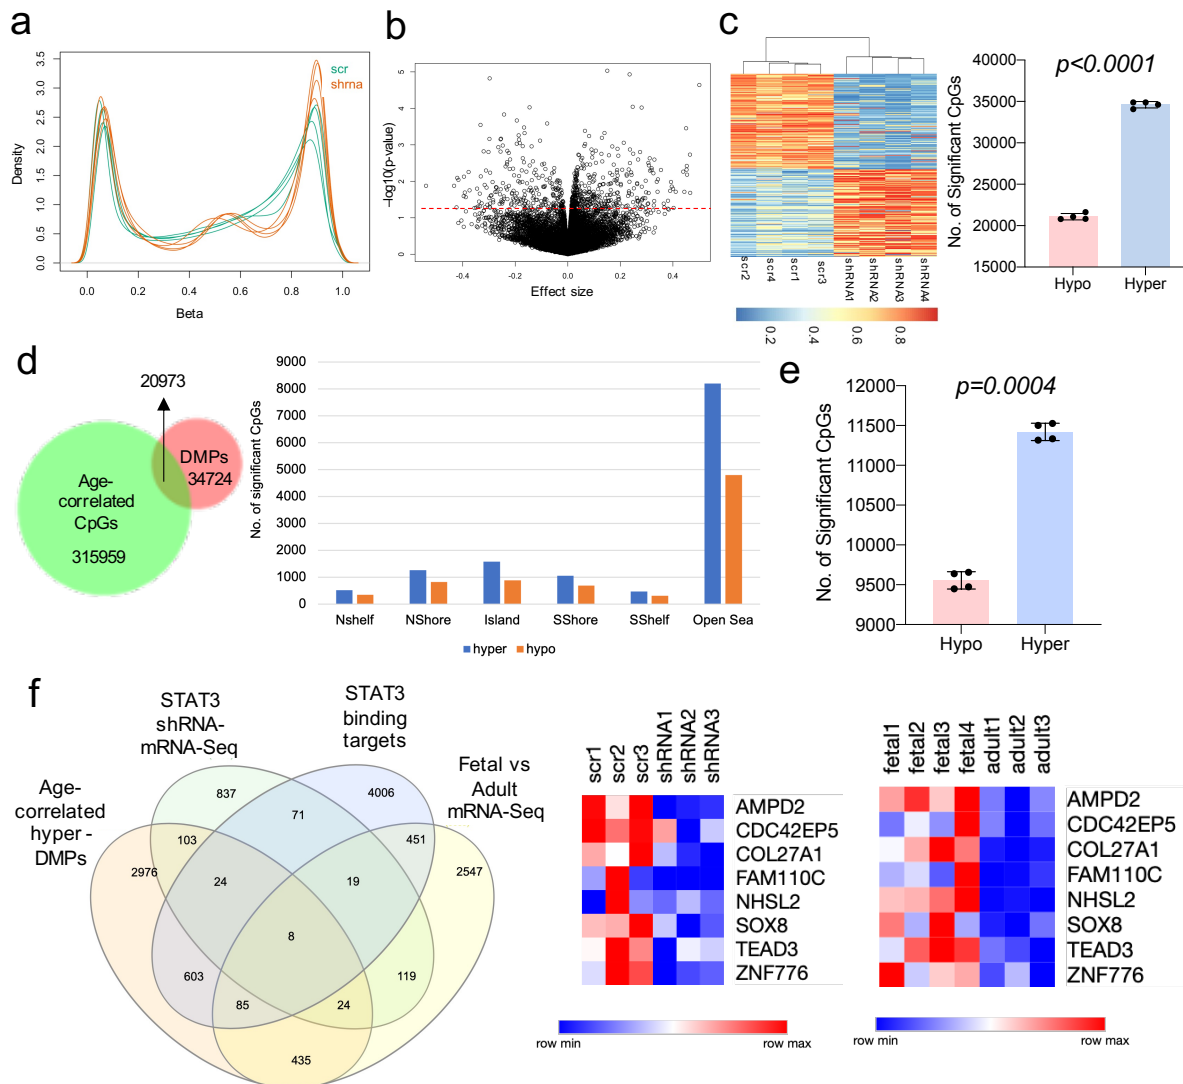 a
scr
shrna
Density
0.0
0.5
1.0
1.5
2.0
2.5
3.0
3.5
0.0
0.2
0.4
0.6
0.8
1.0
Beta
b
-log10(p-value)
0
1
2
3
4
5
-0.4
-0.2
0.0
0.2
0.4
Effect size
c
scr2
scr4
scr1
scr3
shRNA1
shRNA2
shRNA3
shRNA4
0.2
0.4
0.6
0.8
No. of Significant CpGs
p<0.0001
40000
35000
30000
25000
20000
15000
Hypo
Hyper
d
20973
DMPs
34724
Age-
correlated
CpGs
315959
No. of significant CpGs
9000
8000
7000
6000
5000
4000
3000
2000
1000
0
Nshelf
NShore
Island
SShore
SShelf
Open Sea
hyper
hypo
e
p=0.0004
No. of Significant CpGs
12000
11500
11000
10500
10000
9500
9000
Hypo
Hyper
f
STAT3
shRNA-
mRNA-Seq
STAT3
binding
targets
Fetal vs
Adult
mRNA-Seq
Age-
correlated
hyper -
DMPs
837
4006
71
103
451
2976
2547
24
19
8
603
119
85
24
435
scr1
scr2
scr3
shRNA1
shRNA2
shRNA3
AMPD2
CDC42EP5
COL27A1
FAM110C
NHSL2
SOX8
TEAD3
ZNF776
row min
row max
fetal1
fetal2
fetal3
fetal4
adult1
adult2
adult3
AMPD2
CDC42EP5
COL27A1
FAM110C
NHSL2
SOX8
TEAD3
ZNF776
row min
row max